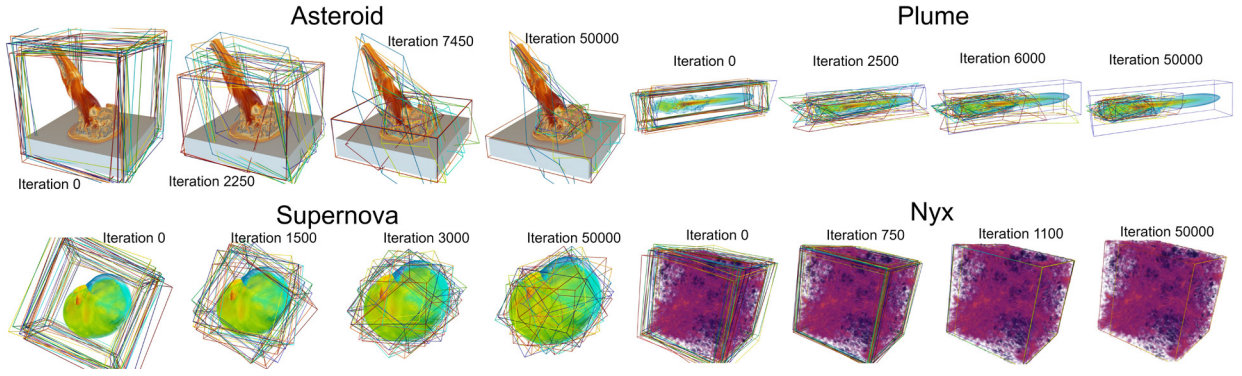 Asteroid
Iteration 0
Iteration 2250
Iteration 7450
Iteration 50000
Plume
Iteration 0
Iteration 2500
Iteration 6000
Iteration 50000
Supernova
Iteration 0
Iteration 1500
Iteration 3000
Iteration 50000
Nyx
Iteration 0
Iteration 750
Iteration 1100
Iteration 50000